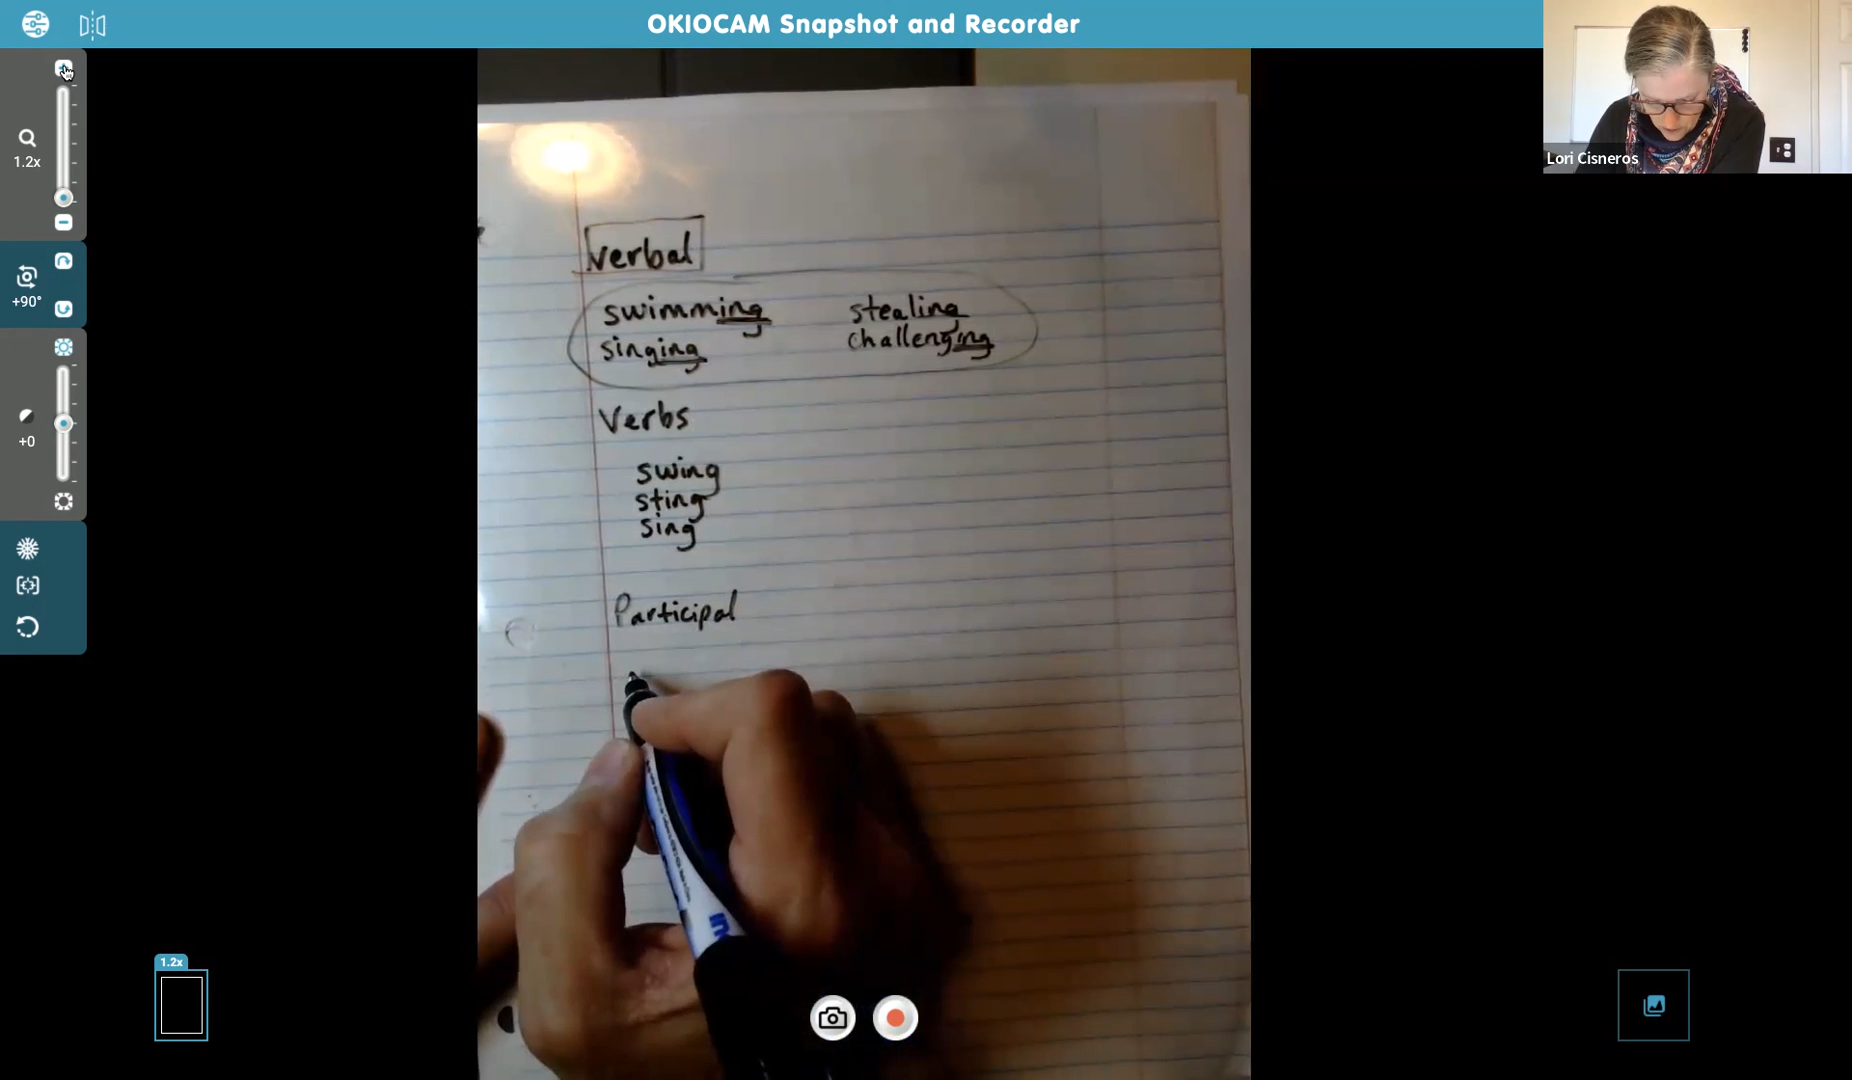 OKIOCAM Snapshot and Recorder
1.2x
+90°
+0
Lori Cisneros
verbal
swimming stealing
singing challenging
Verbs
swing
sting
sing
Participal
1.2x